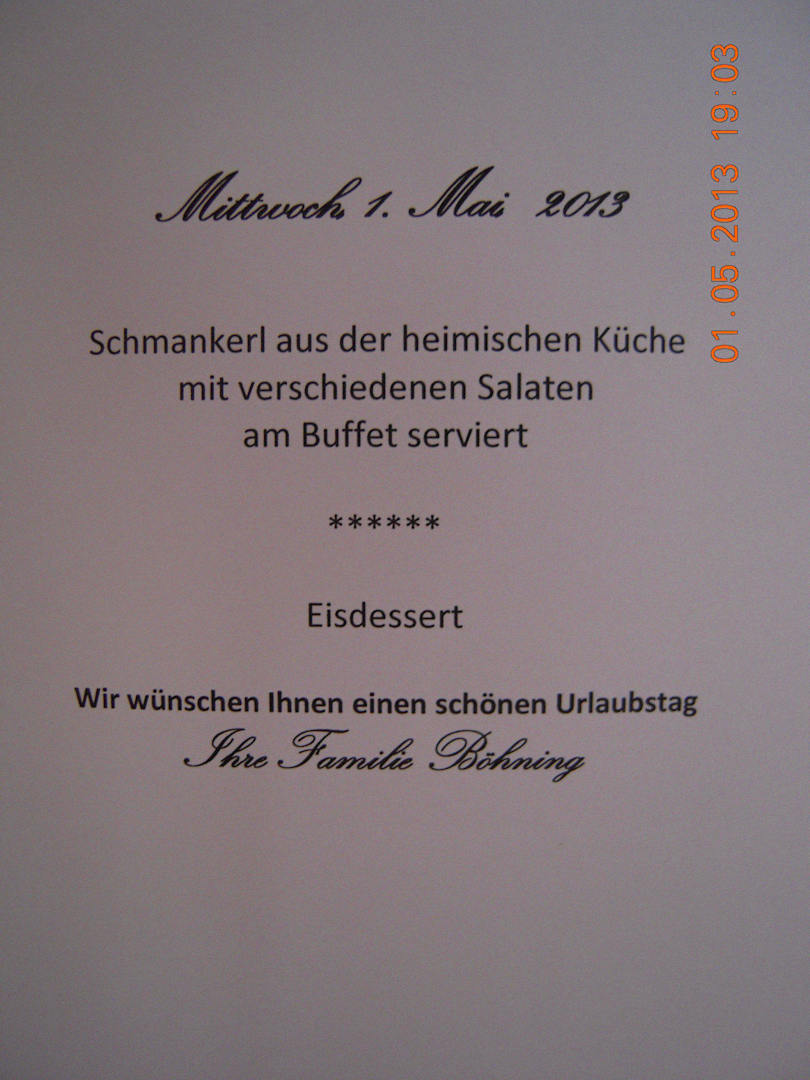 Mittwoch, 1. Mai 2013
Schmankerl aus der heimischen Küche
mit verschiedenen Salaten
am Buffet serviert
******
Eisdessert
Wir wünschen Ihnen einen schönen Urlaubstag
Ihre Familie Böhning
01.05.2013 19:03